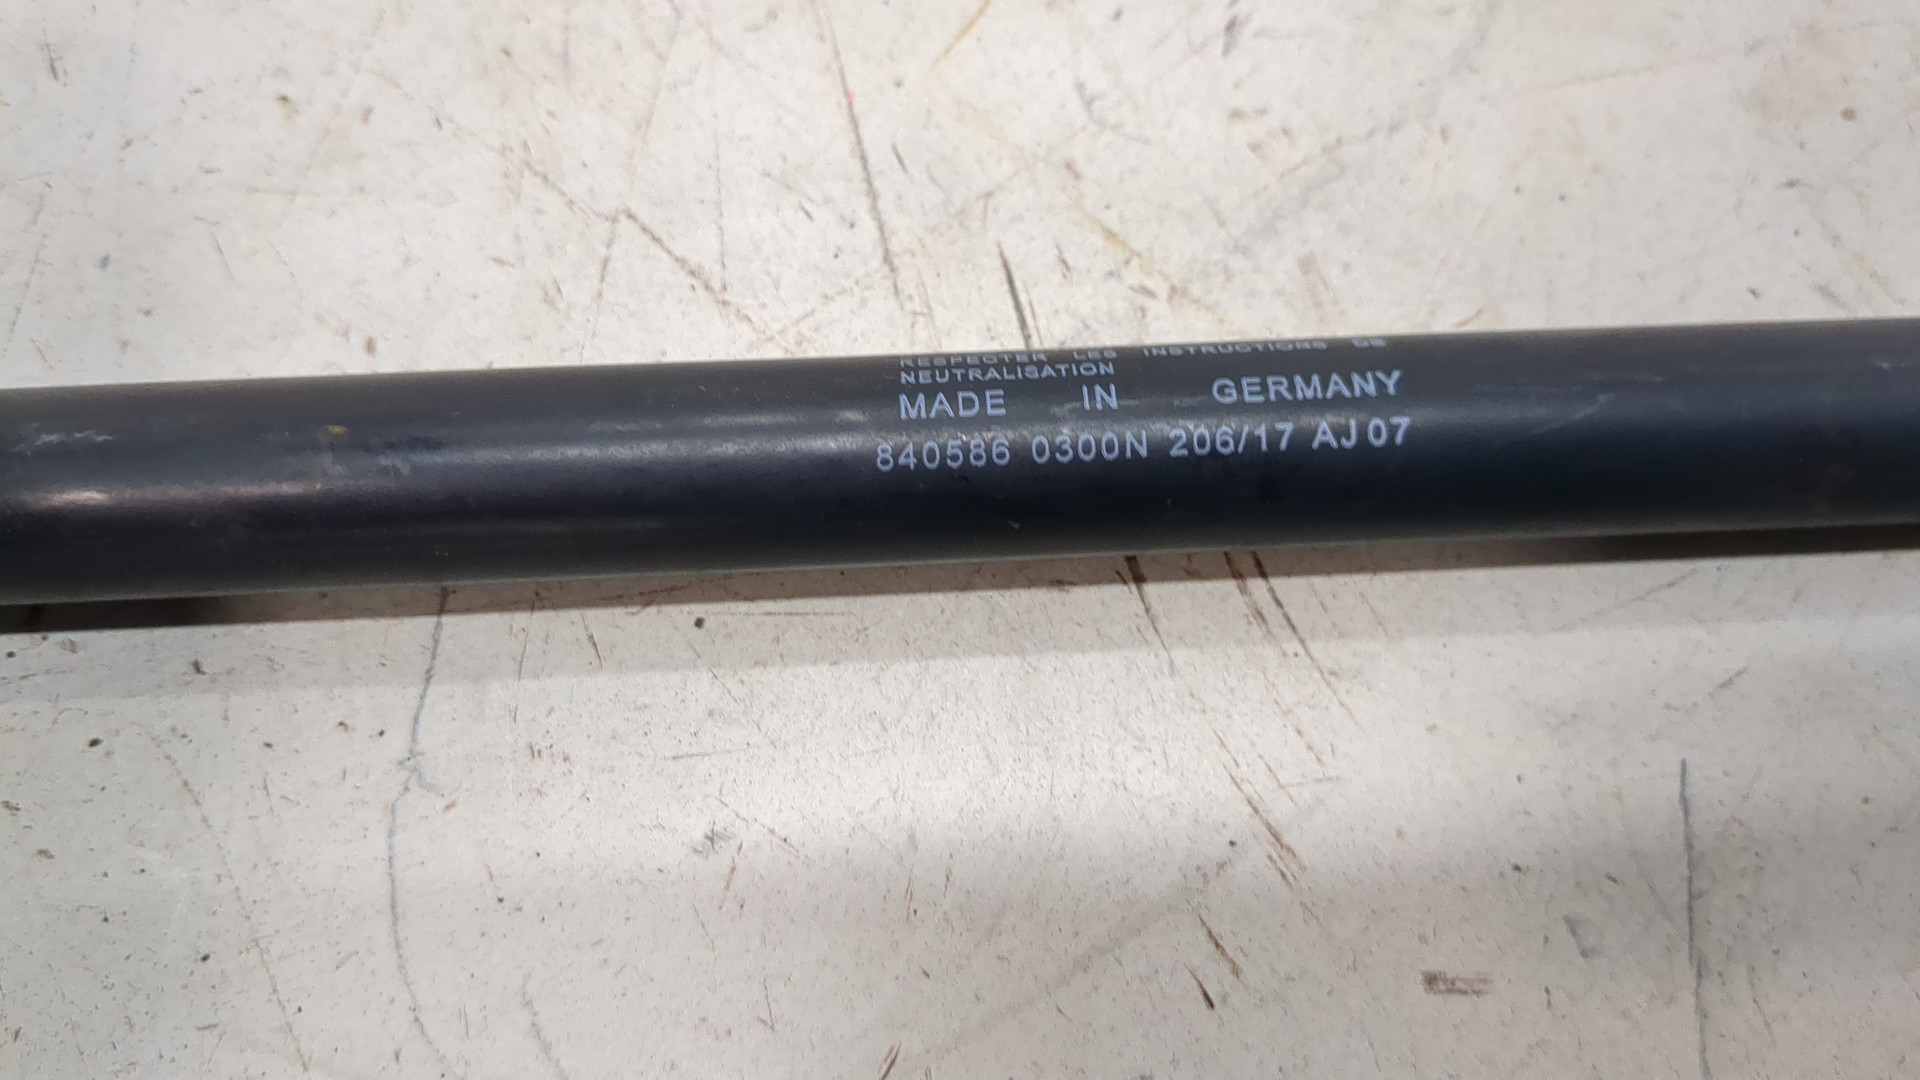 RESPECTER LES INSTRUCTIONS DE
NEUTRALISATION
MADE IN GERMANY
840586 0300N 206/17 AJ 07